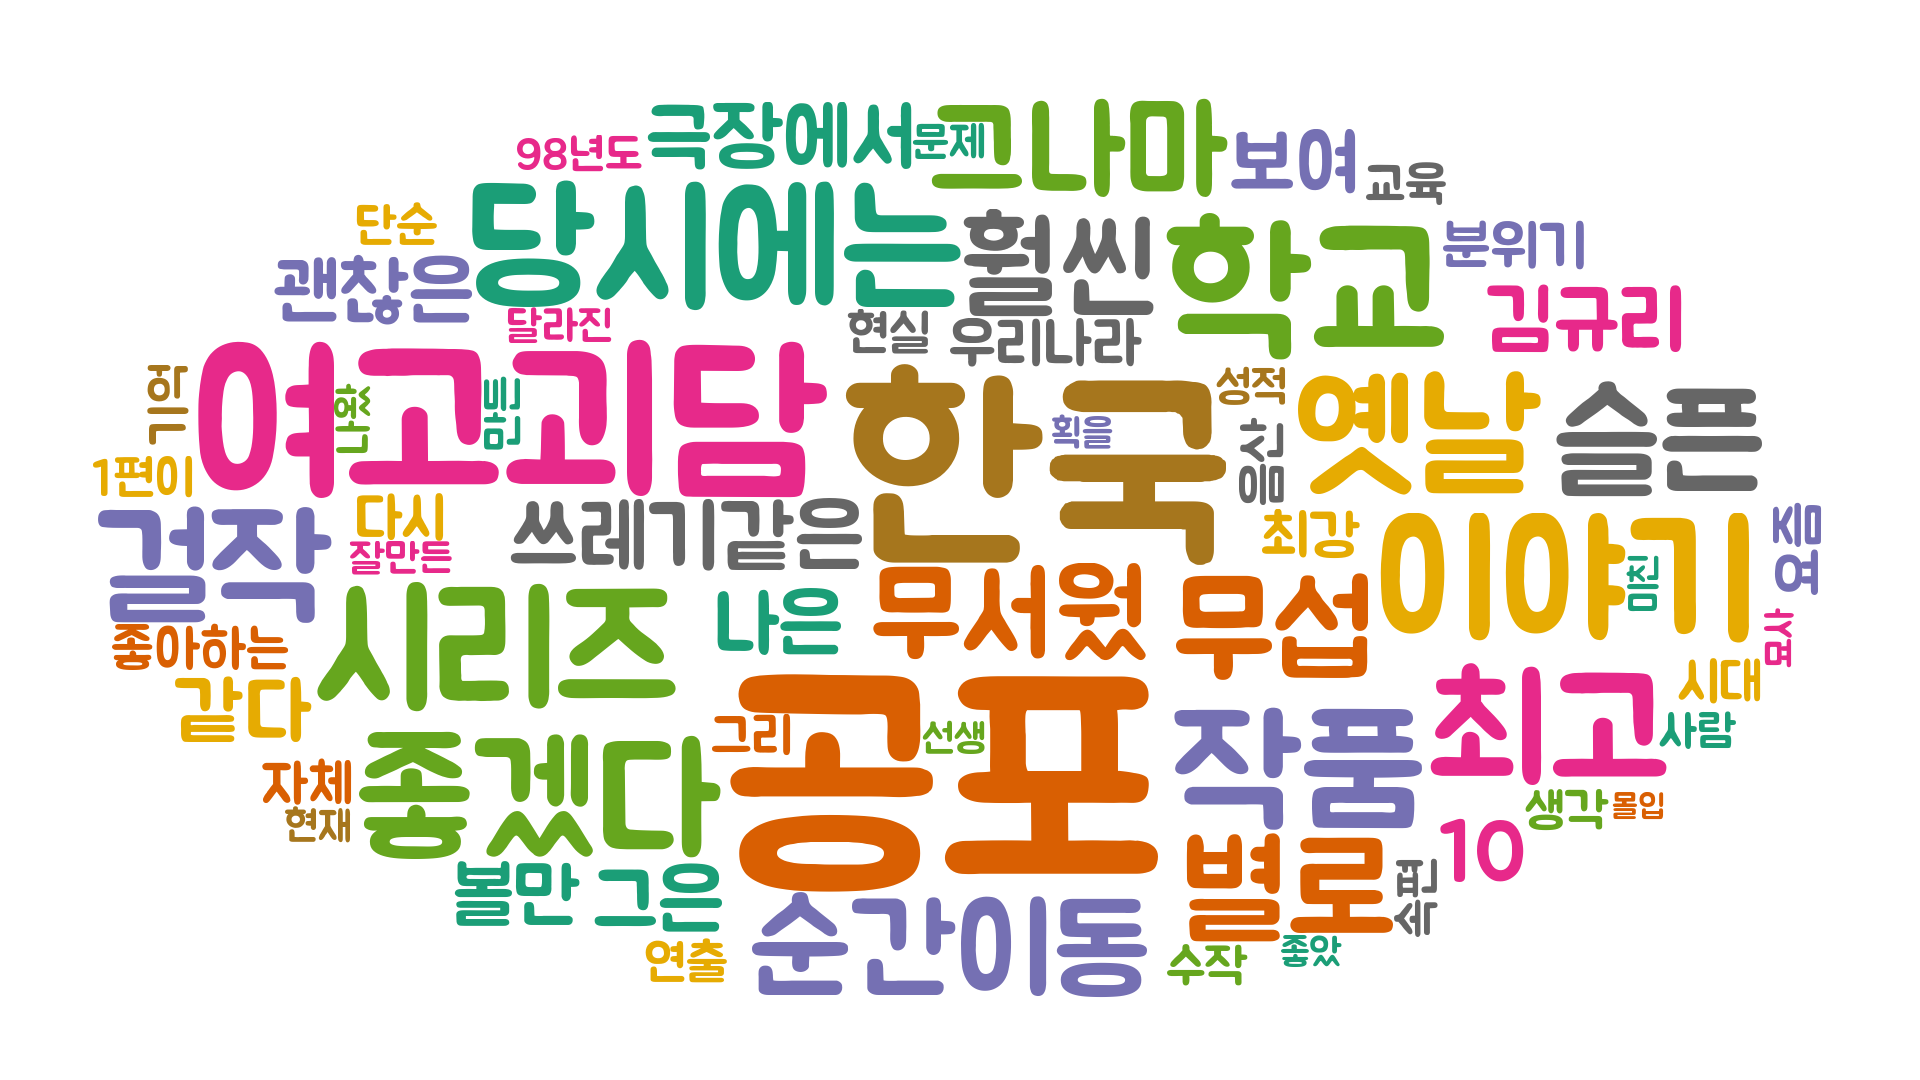 극장에서
그나마
98년도
문제
보여
교육
단순
당시에는
훨씬
학교
분위기
괜찮은
달라진
현실
우리나라
김규리
여고괴담
한국
성적
옛날
슬픈
획을
1편이
걸작
다시
잘만든
쓰레기같은
최강
이야기
요즘
시리즈
나은
무서웠
무섭
좋아하는
같다
공포
작품
최고
시대
사람
묘사
그리
선생
자체
현재
좋겠다
생각
몰입
10
별로
속편
볼만
그은
순간이동
연출
수작
좋았